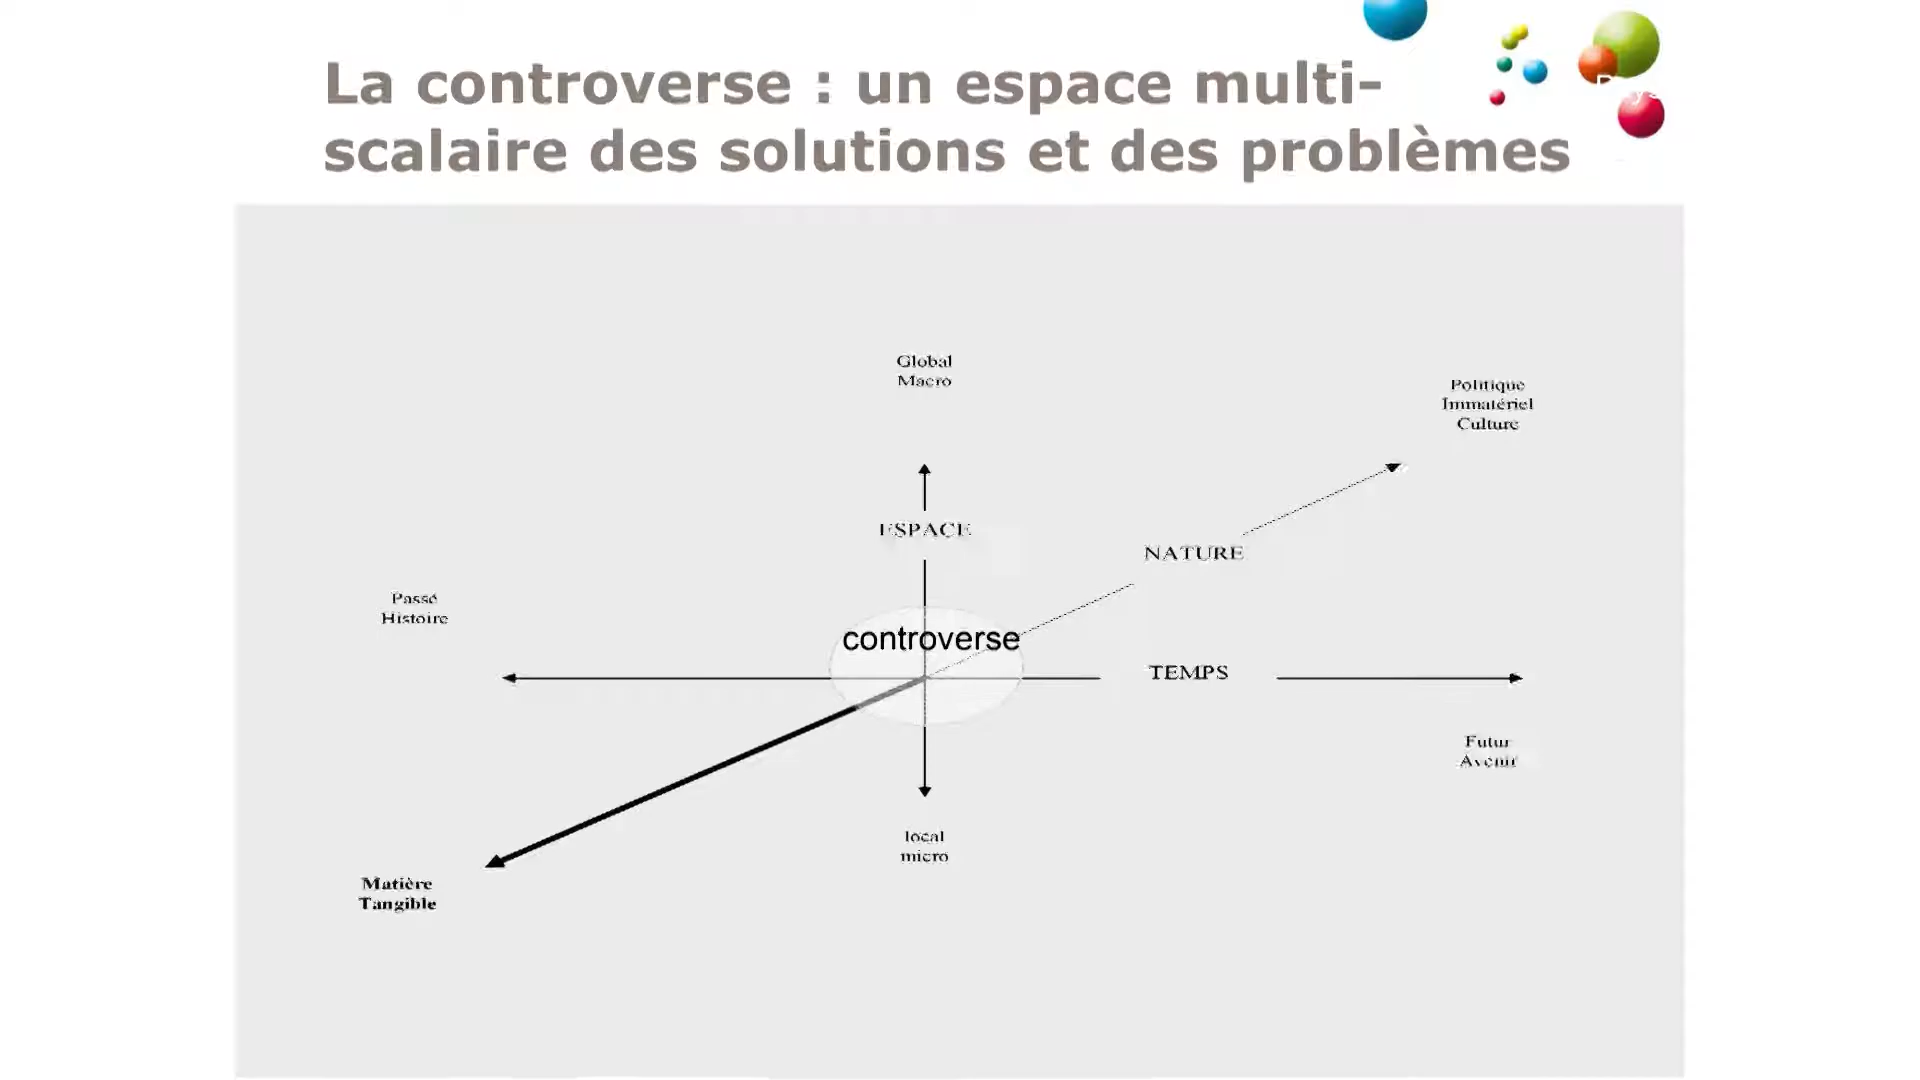 La controverse : un espace multi-
scalaire des solutions et des problèmes
Global
Macro
Politique
Immatériel
Culture
ESPACE
NATURE
Passé
Histoire
controverse
TEMPS
Futur
Avenir
local
micro
Matière
Tangible